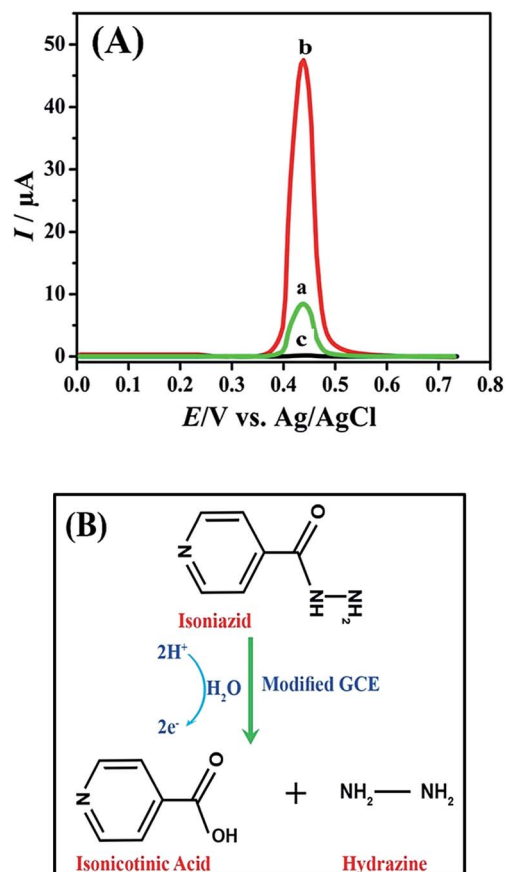 (A)
50
40
30
20
10
0
I / µA
b
a
c
0.0 0.1 0.2 0.3 0.4 0.5 0.6 0.7 0.8
E/V vs. Ag/AgCl
(B)
O
N
NH NH₂
Isoniazid
2H⁺
H₂O Modified GCE
2e⁻
O
N
OH
+ NH₂ NH₂
Isonicotinic Acid Hydrazine